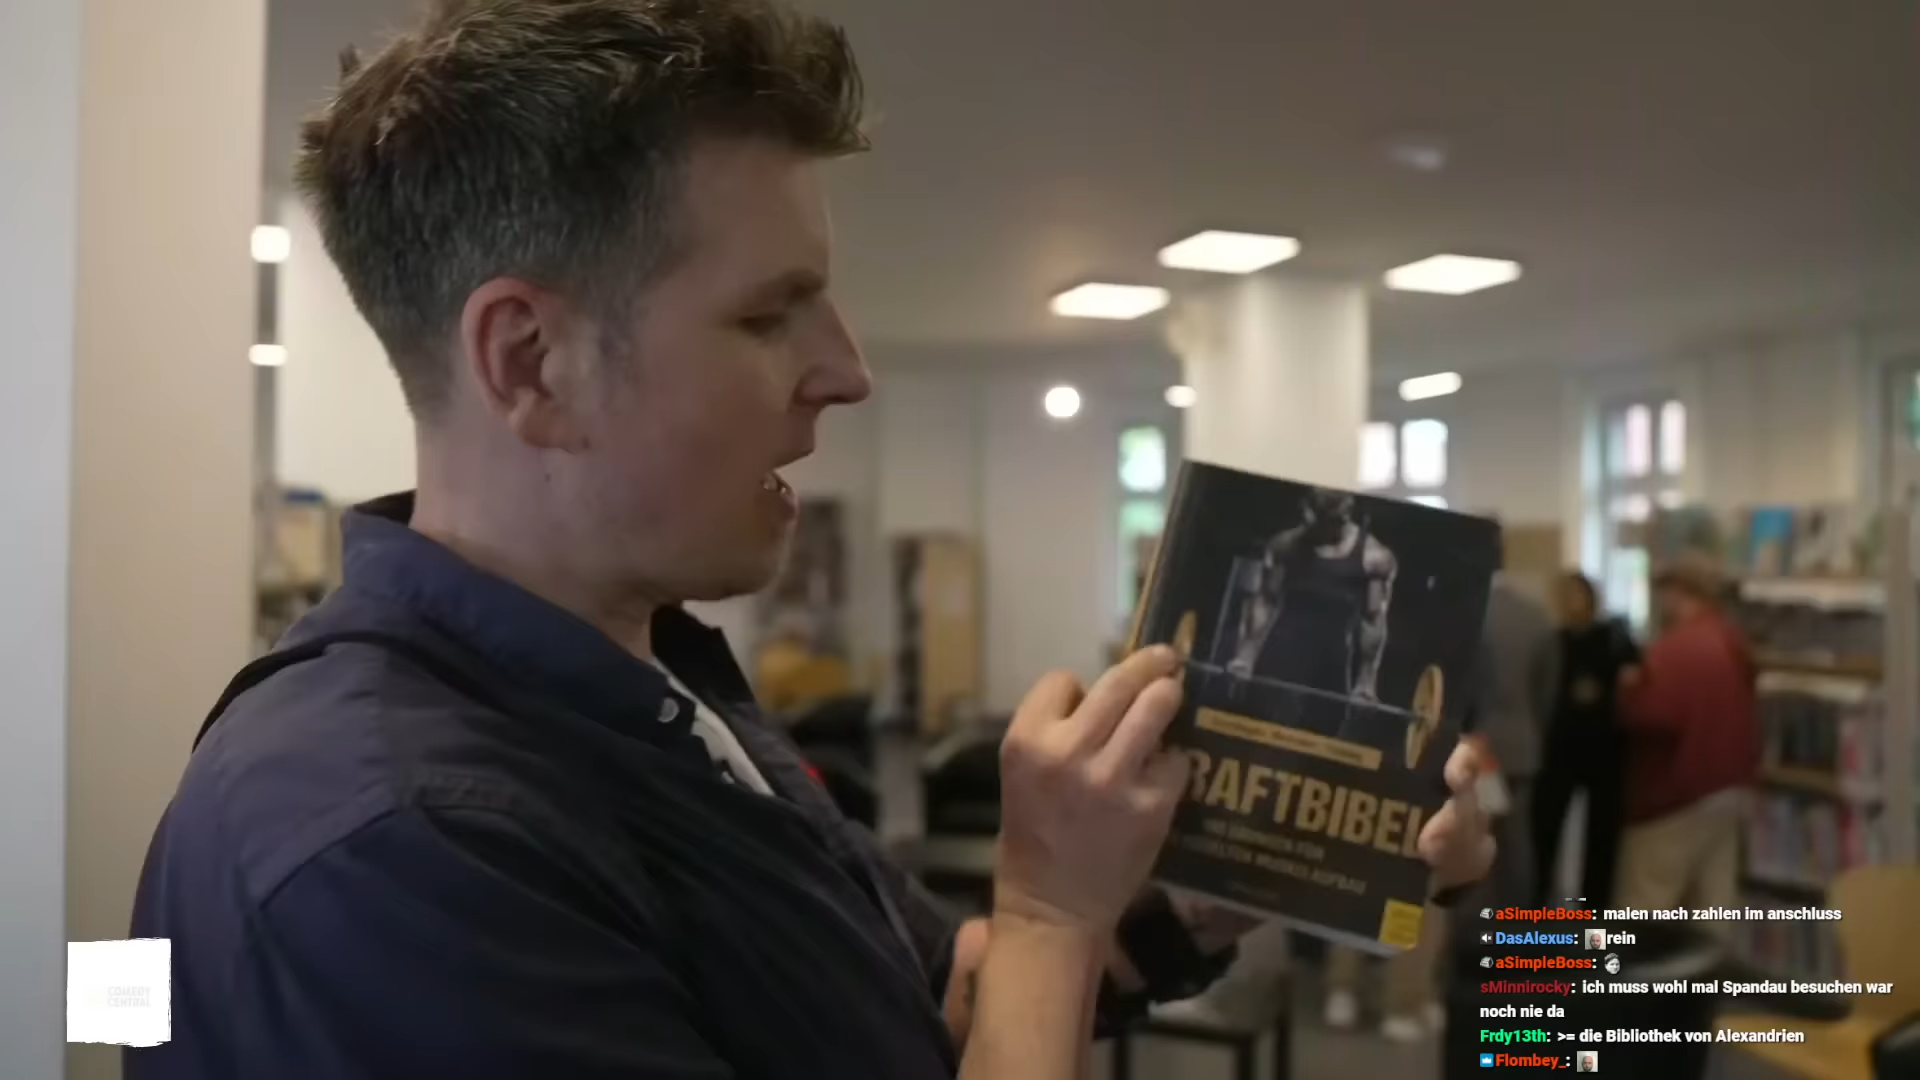 KRAFTBIBEL
COMEDY
CENTRAL
aSimpleBoss: malen nach zahlen im anschluss
DasAlexus: rein
aSimpleBoss:
sMinnirocky: ich muss wohl mal Spandau besuchen war
noch nie da
Frdy13th: >= die Bibliothek von Alexandrien
Flombey_: